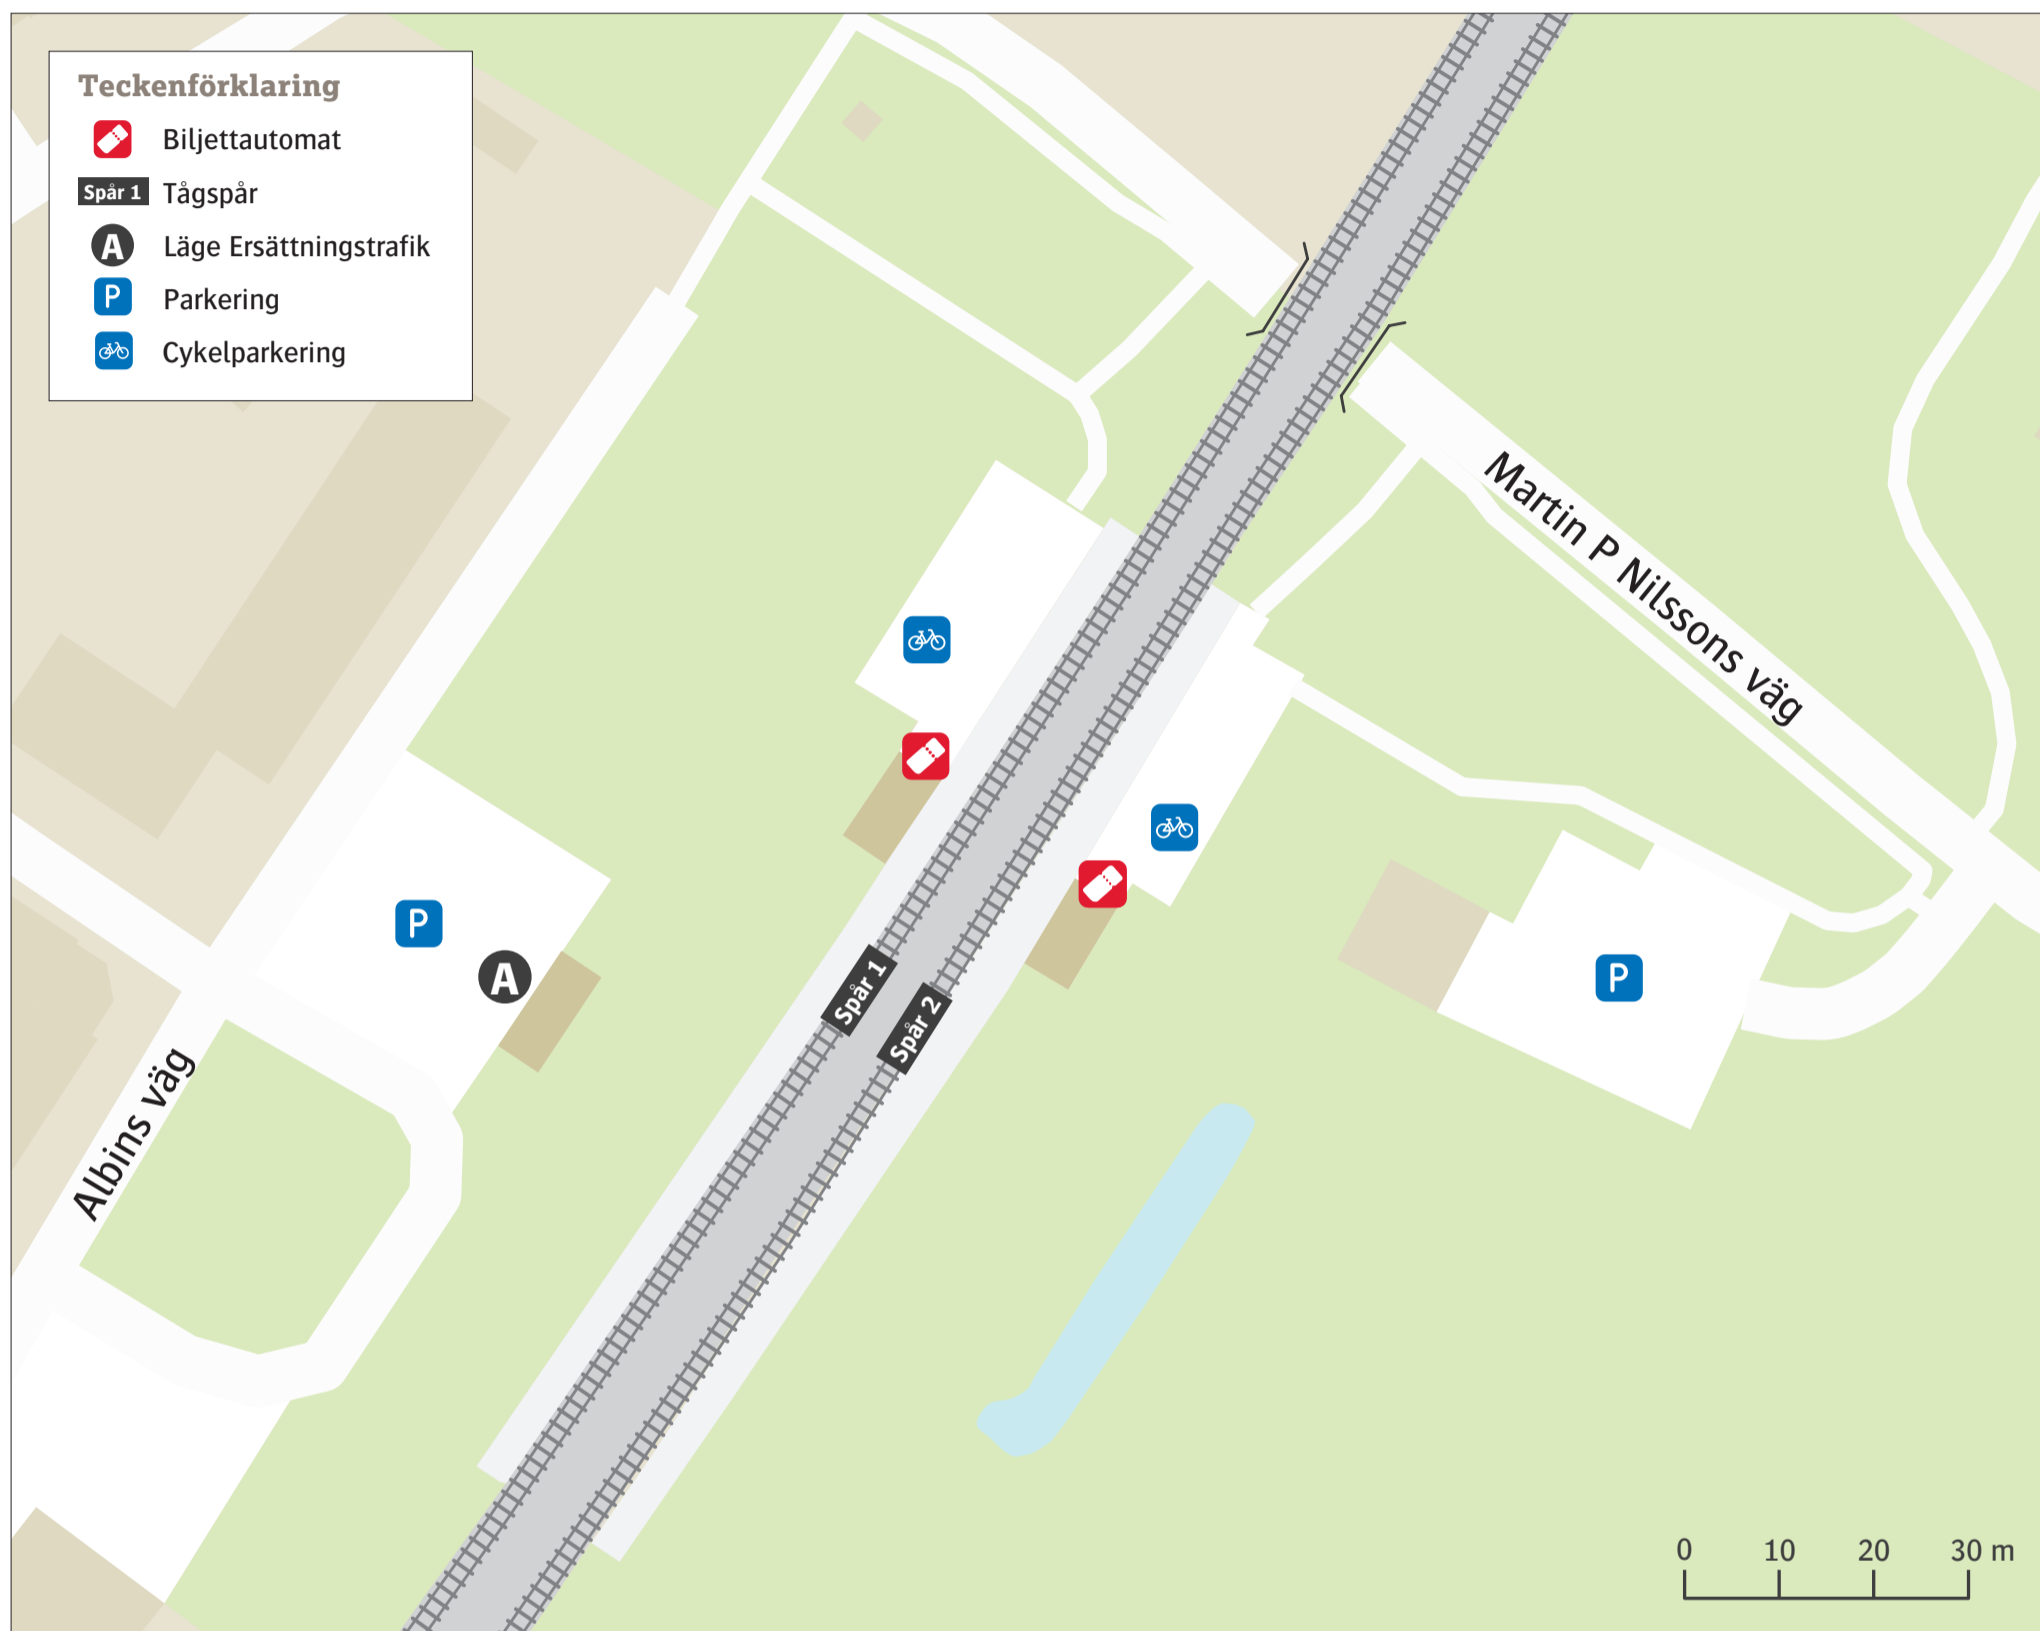 Teckenförklaring
Biljettautomat
Spår 1 Tågspår
A Läge Ersättningstrafik
P Parkering
Cykelparkering
Martin P Nilssons väg
P
A
Spår 1
Spår 2
P
Albins väg
0 10 20 30 m